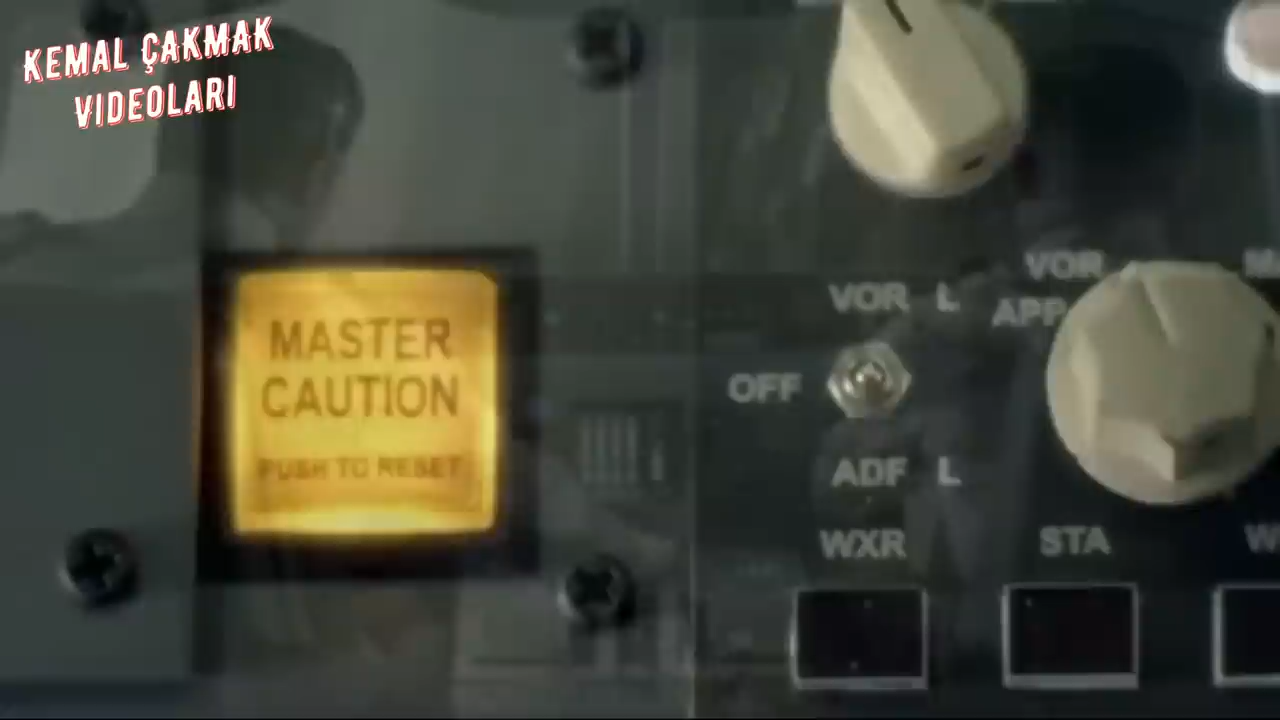 KEMAL ÇAKMAK
VIDEOLARI
MASTER
CAUTION
PUSH TO RESET
VOR L
OFF
ADF L
VOR
APP
WXR
STA